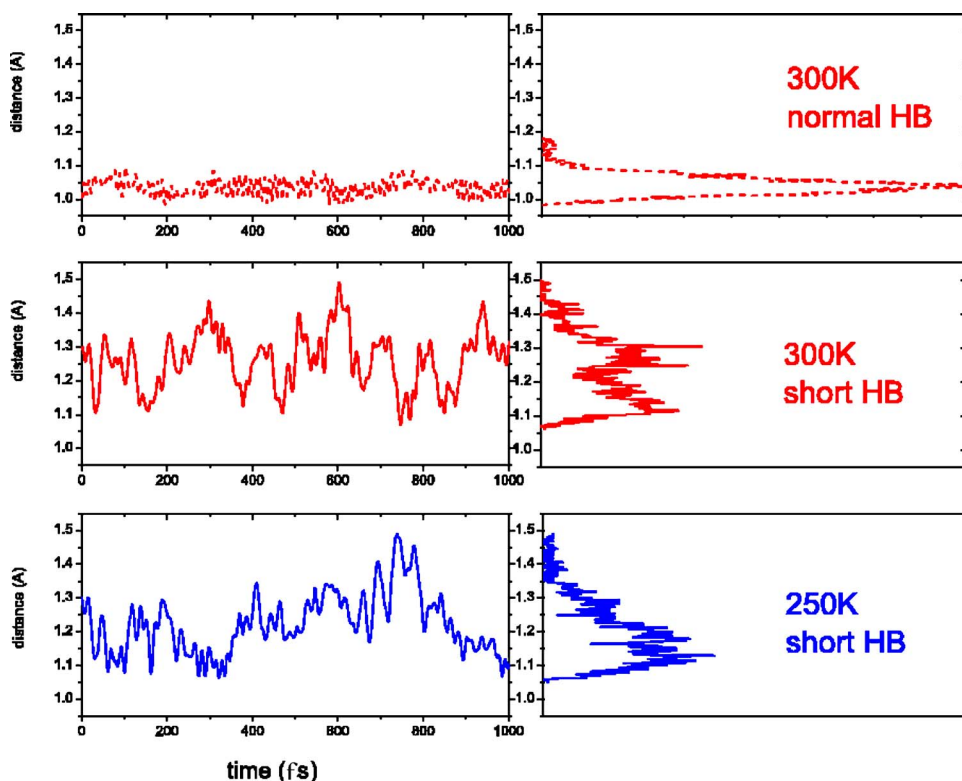 1.5 1.5
1.4 1.4
distance (A) 1.3 1.3 300K
1.2 1.2 normal HB
1.1 1.1
1.0 1.0
0 200 400 600 800 1000
1.5 1.5
1.4 1.4
distance (A) 1.3 1.3 300K
1.2 1.2 short HB
1.1 1.1
1.0 1.0
0 200 400 600 800 1000
1.5 1.5
1.4 1.4
distance (A) 1.3 1.3 250K
1.2 1.2 short HB
1.1 1.1
1.0 1.0
0 200 400 600 800 1000
time (fs)